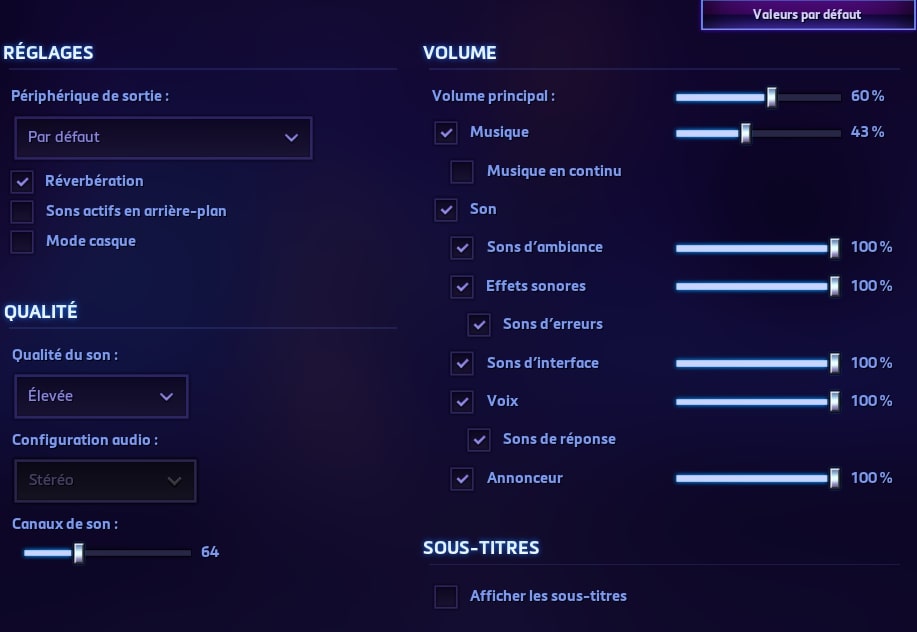 Valeurs par défaut
RÉGLAGES
Périphérique de sortie :
Par défaut
Réverbération
Sons actifs en arrière-plan
Mode casque
QUALITÉ
Qualité du son :
Élevée
Configuration audio :
Stéréo
Canaux de son :
64
VOLUME
Volume principal : 60 %
Musique 43 %
Musique en continu
Son
Sons d’ambiance 100 %
Effets sonores 100 %
Sons d’erreurs
Sons d’interface 100 %
Voix 100 %
Sons de réponse
Annonceur 100 %
SOUS-TITRES
Afficher les sous-titres